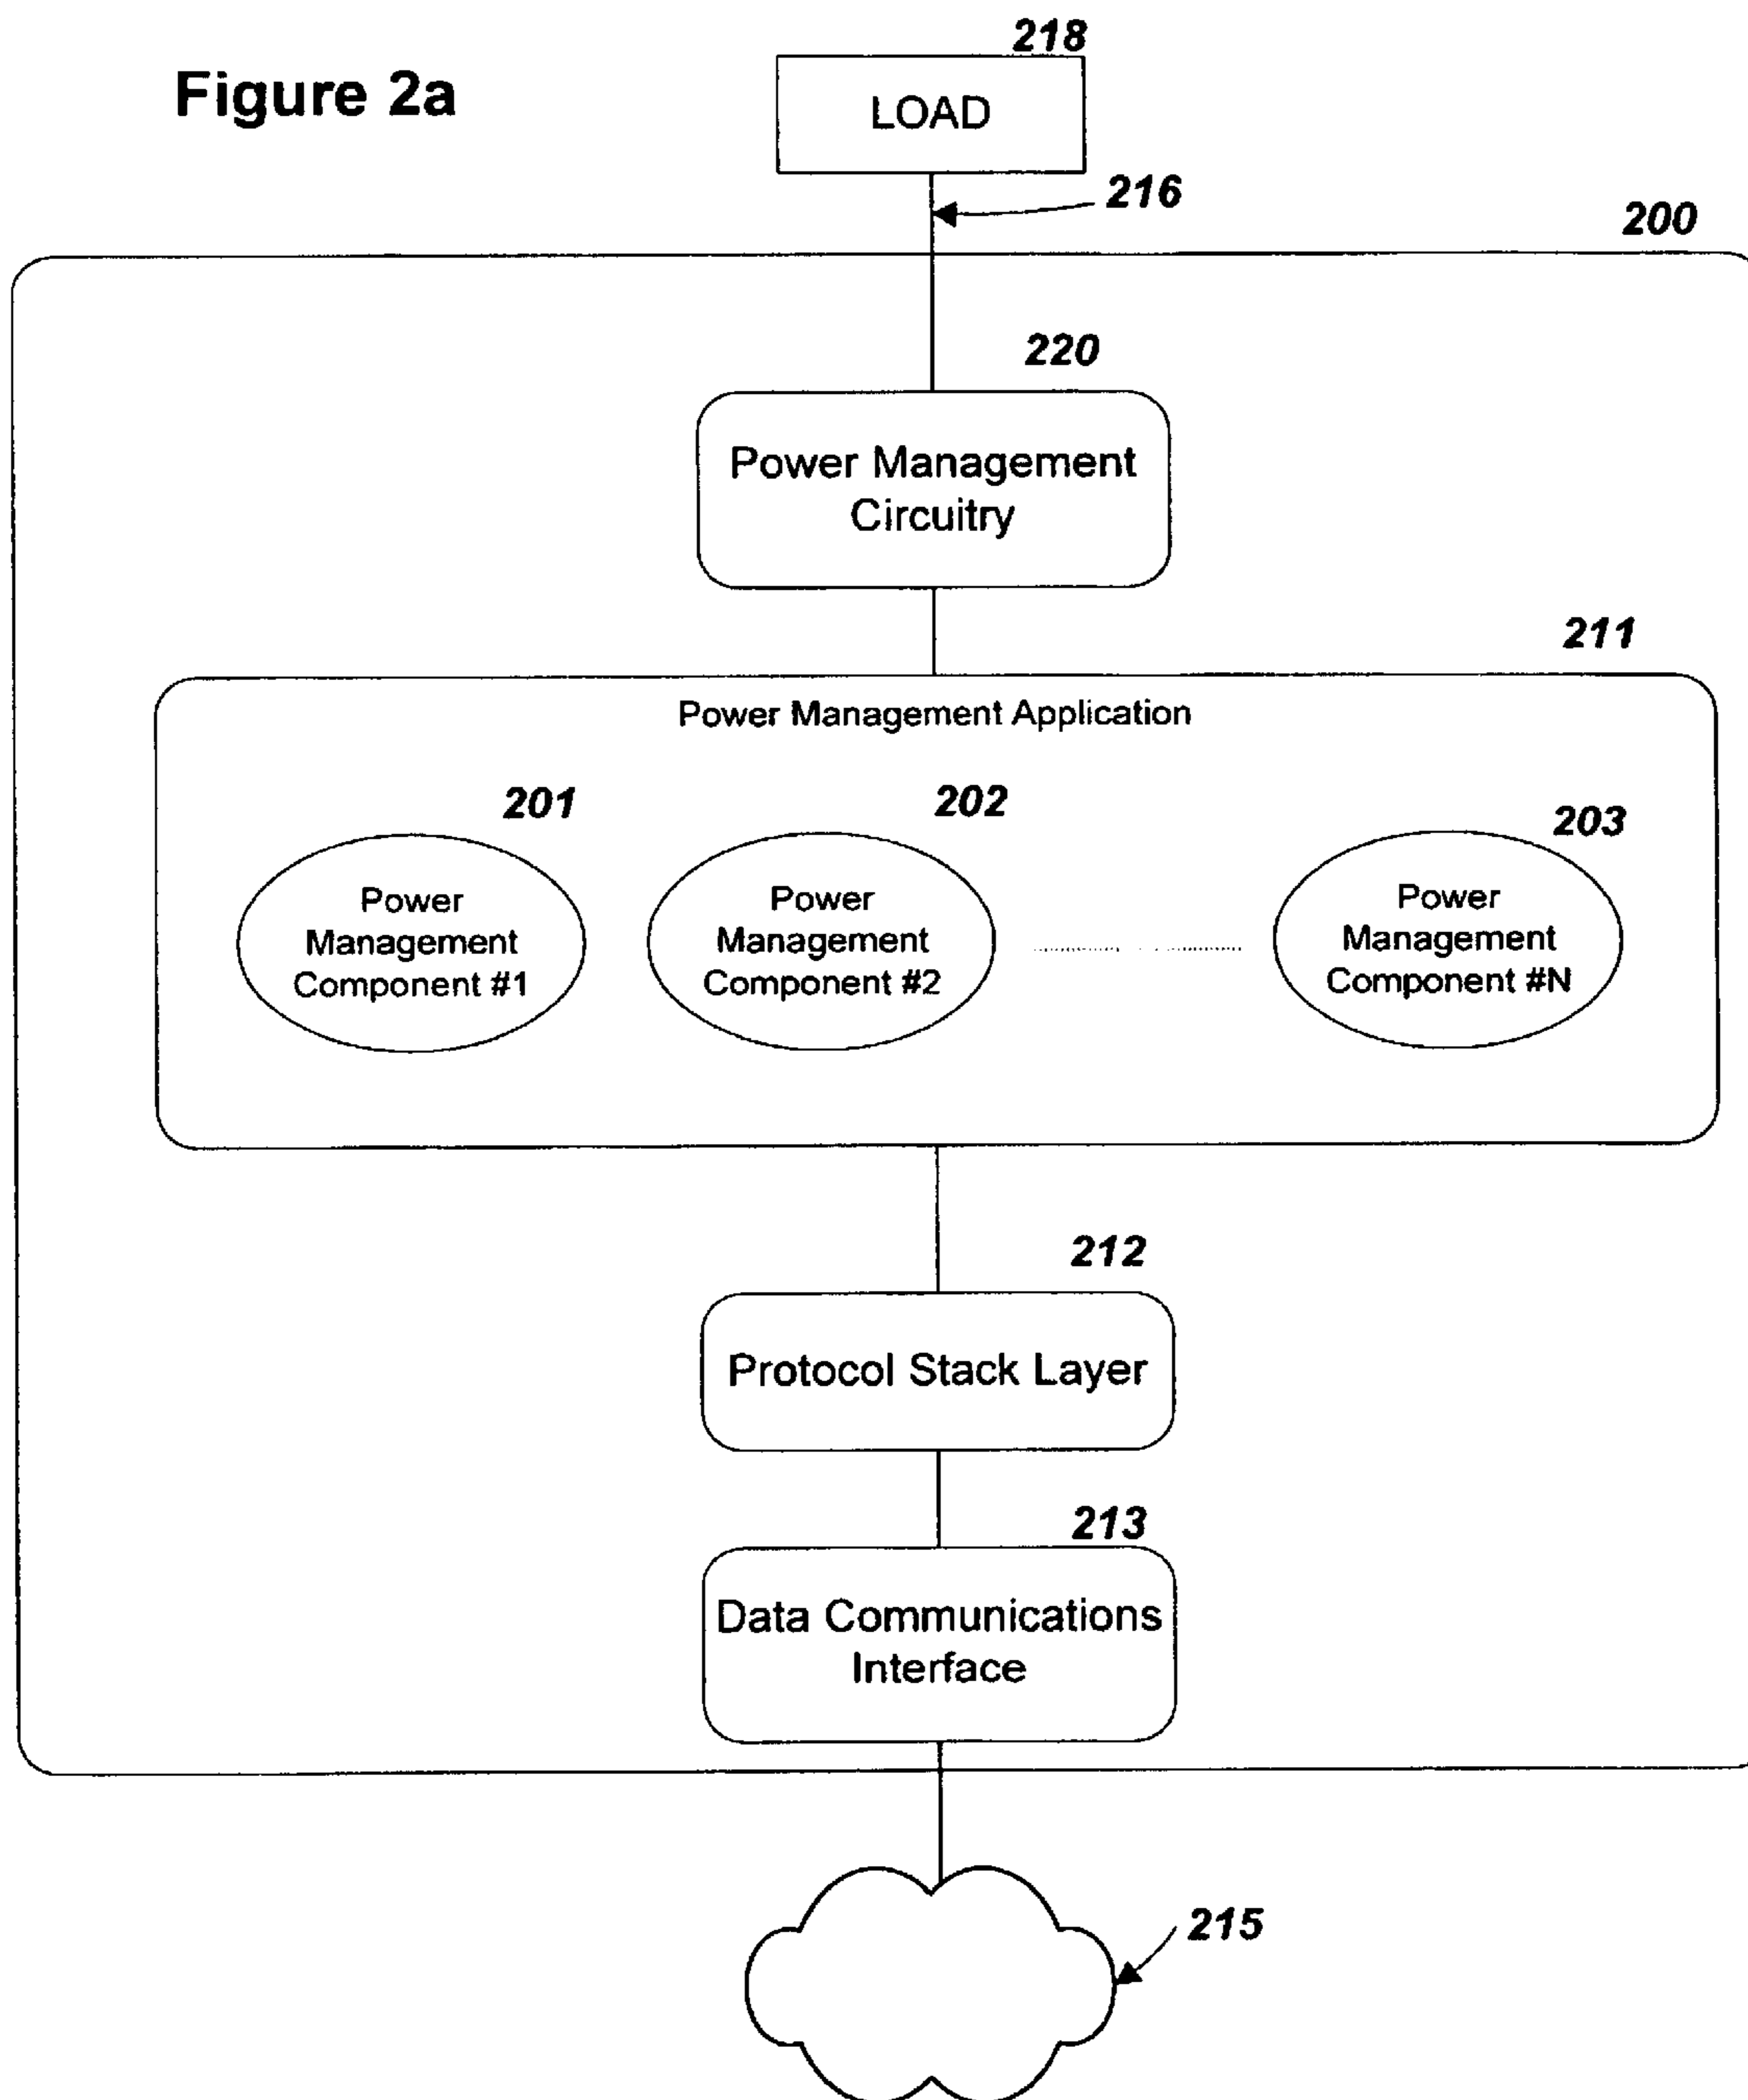 218
Figure 2a
LOAD
216
200
220
Power Management
Circuitry
211
Power Management Application
201
202
203
Power
Management
Component #1
Power
Management
Component #2
Power
Management
Component #N
212
Protocol Stack Layer
213
Data Communications
Interface
215